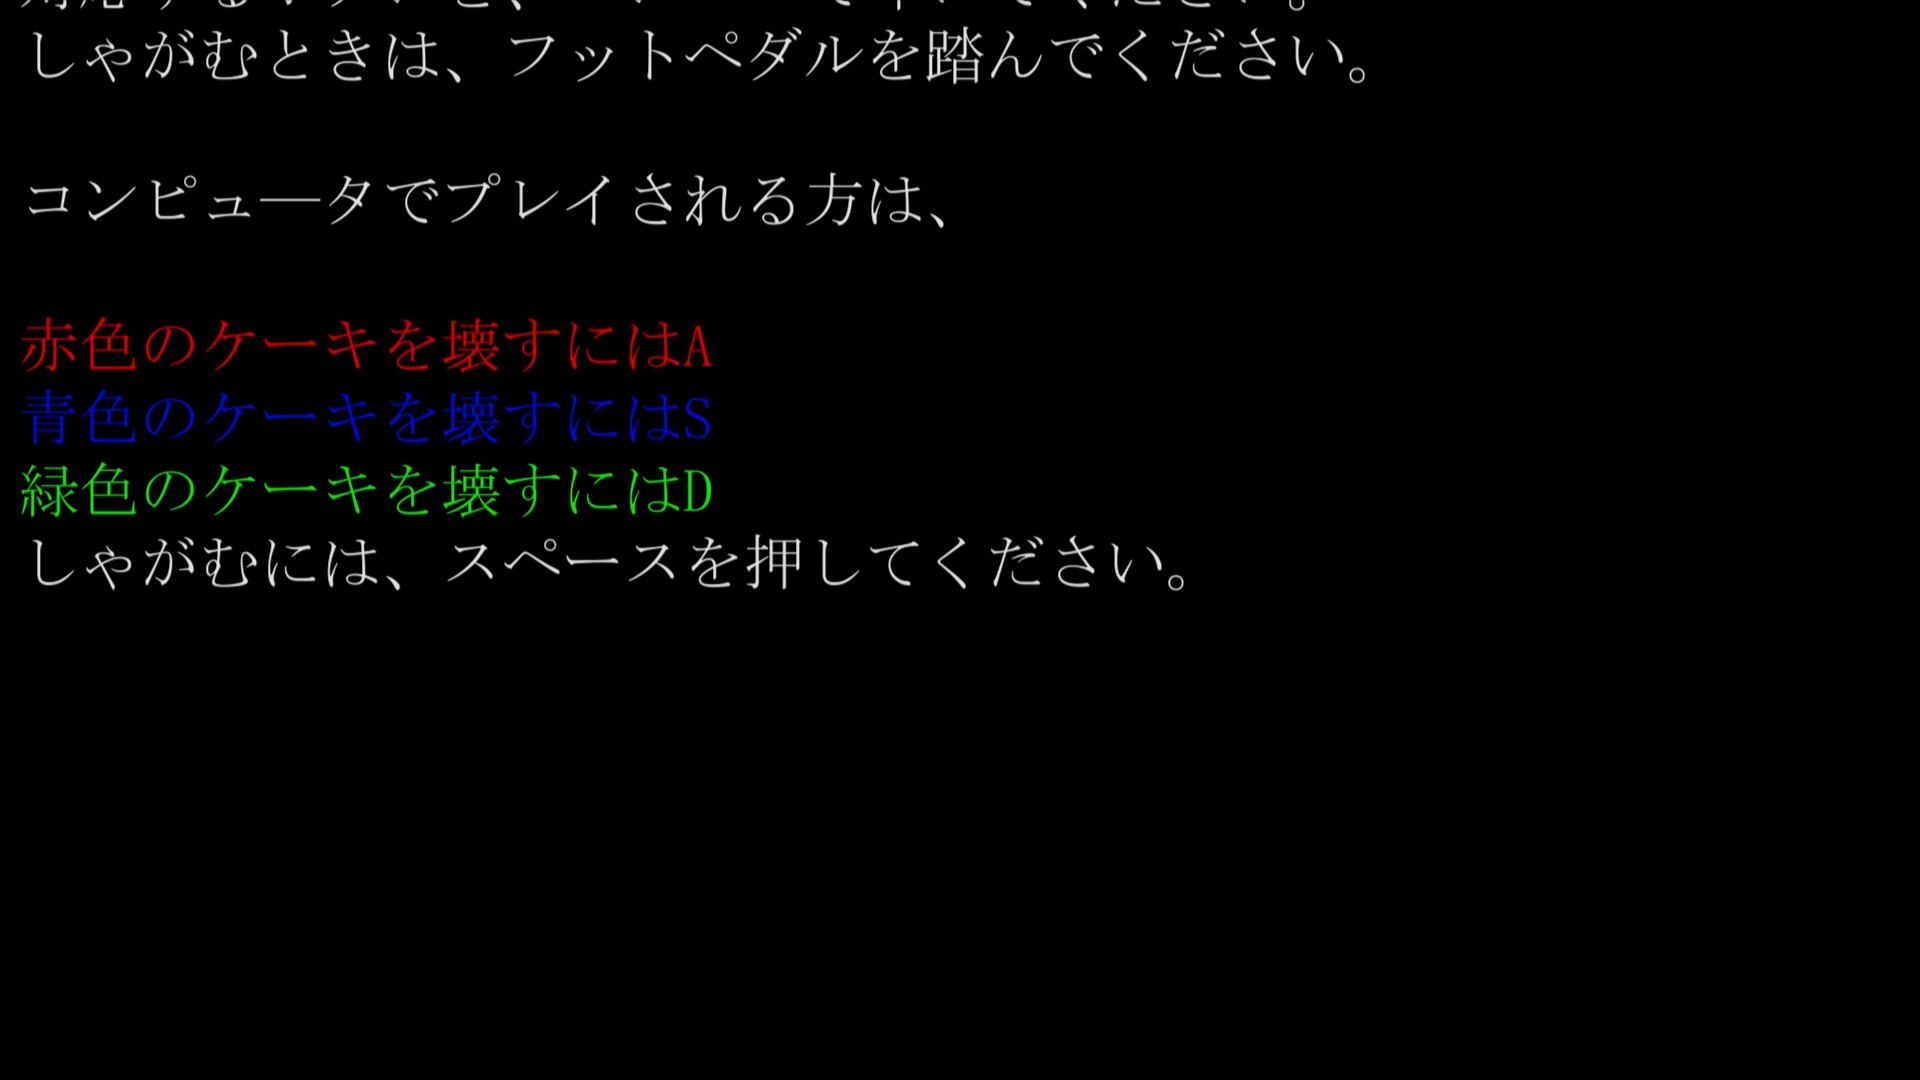 しゃがむときは、フットペダルを踏んでください。
コンピュータでプレイされる方は、
赤色のケーキを壊すにはA
青色のケーキを壊すにはS
緑色のケーキを壊すにはD
しゃがむには、スペースを押してください。